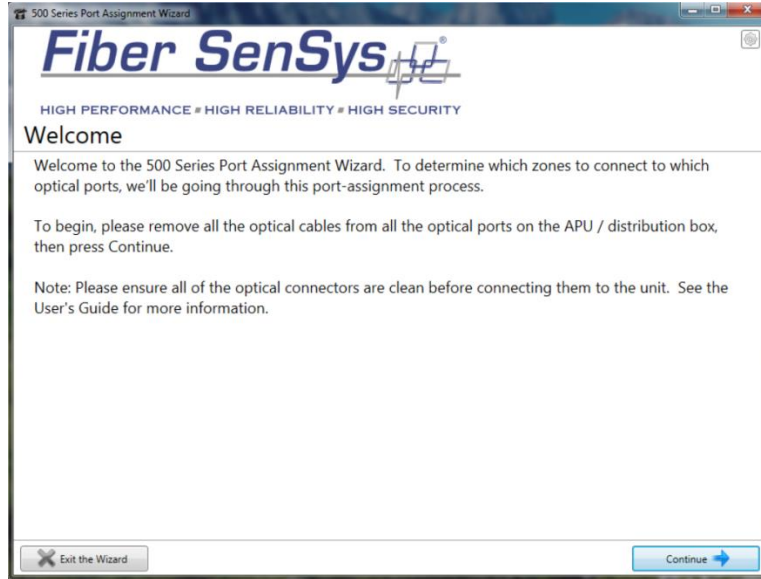 500 Series Port Assignment Wizard
Fiber SenSys®
HIGH PERFORMANCE HIGH RELIABILITY HIGH SECURITY
Welcome
Welcome to the 500 Series Port Assignment Wizard. To determine which zones to connect to which
optical ports, we'll be going through this port-assignment process.
To begin, please remove all the optical cables from all the optical ports on the APU / distribution box,
then press Continue.
Note: Please ensure all of the optical connectors are clean before connecting them to the unit. See the
User's Guide for more information.
Exit the Wizard
Continue